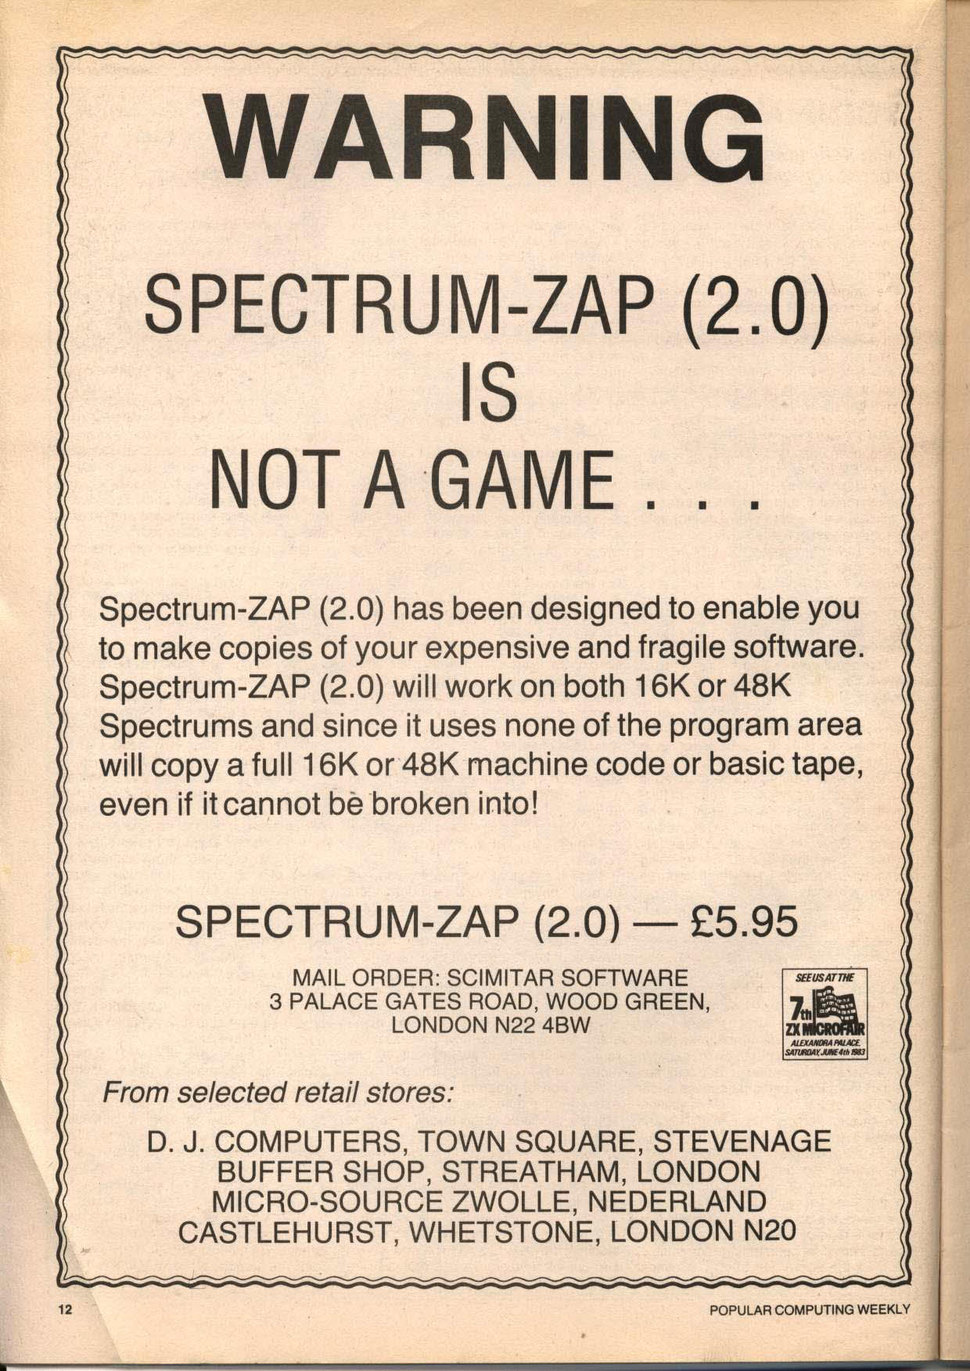 WARNING
SPECTRUM-ZAP (2.0)
IS
NOT A GAME . . .
Spectrum-ZAP (2.0) has been designed to enable you
to make copies of your expensive and fragile software.
Spectrum-ZAP (2.0) will work on both 16K or 48K
Spectrums and since it uses none of the program area
will copy a full 16K or 48K machine code or basic tape,
even if it cannot be broken into!
SPECTRUM-ZAP (2.0) — £5.95
MAIL ORDER: SCIMITAR SOFTWARE
3 PALACE GATES ROAD, WOOD GREEN,
LONDON N22 4BW
SEE US AT THE
7th
ZX MICROFAIR
ALEXANDRA PALACE.
SATURDAY, JUNE 4th 1983
From selected retail stores:
D. J. COMPUTERS, TOWN SQUARE, STEVENAGE
BUFFER SHOP, STREATHAM, LONDON
MICRO-SOURCE ZWOLLE, NEDERLAND
CASTLEHURST, WHETSTONE, LONDON N20
12
POPULAR COMPUTING WEEKLY